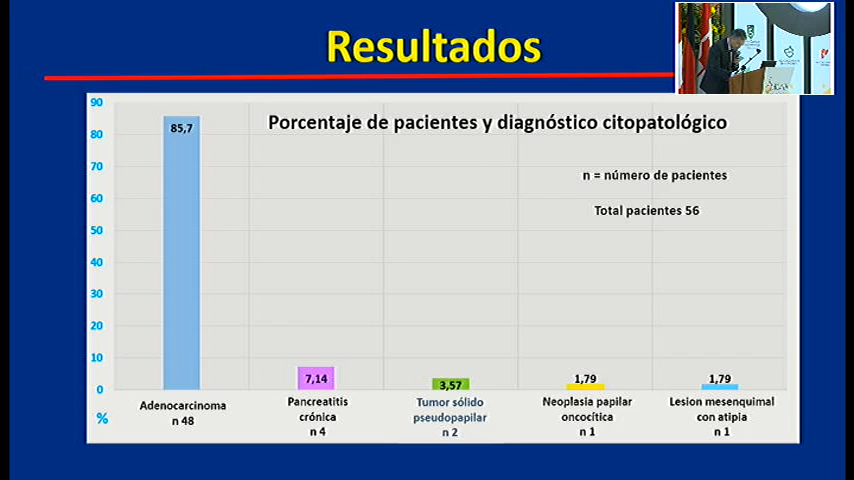 Resultados
Porcentaje de pacientes y diagnóstico citopatológico
n = número de pacientes
Total pacientes 56
90
80
70
60
50
40
30
20
10
0
%
85,7
7,14
3,57
1,79
1,79
Adenocarcinoma
n 48
Pancreatitis
crónica
n 4
Tumor sólido
pseudopapilar
n 2
Neoplasia papilar
oncocítica
n 1
Lesion mesenquimal
con atipia
n 1